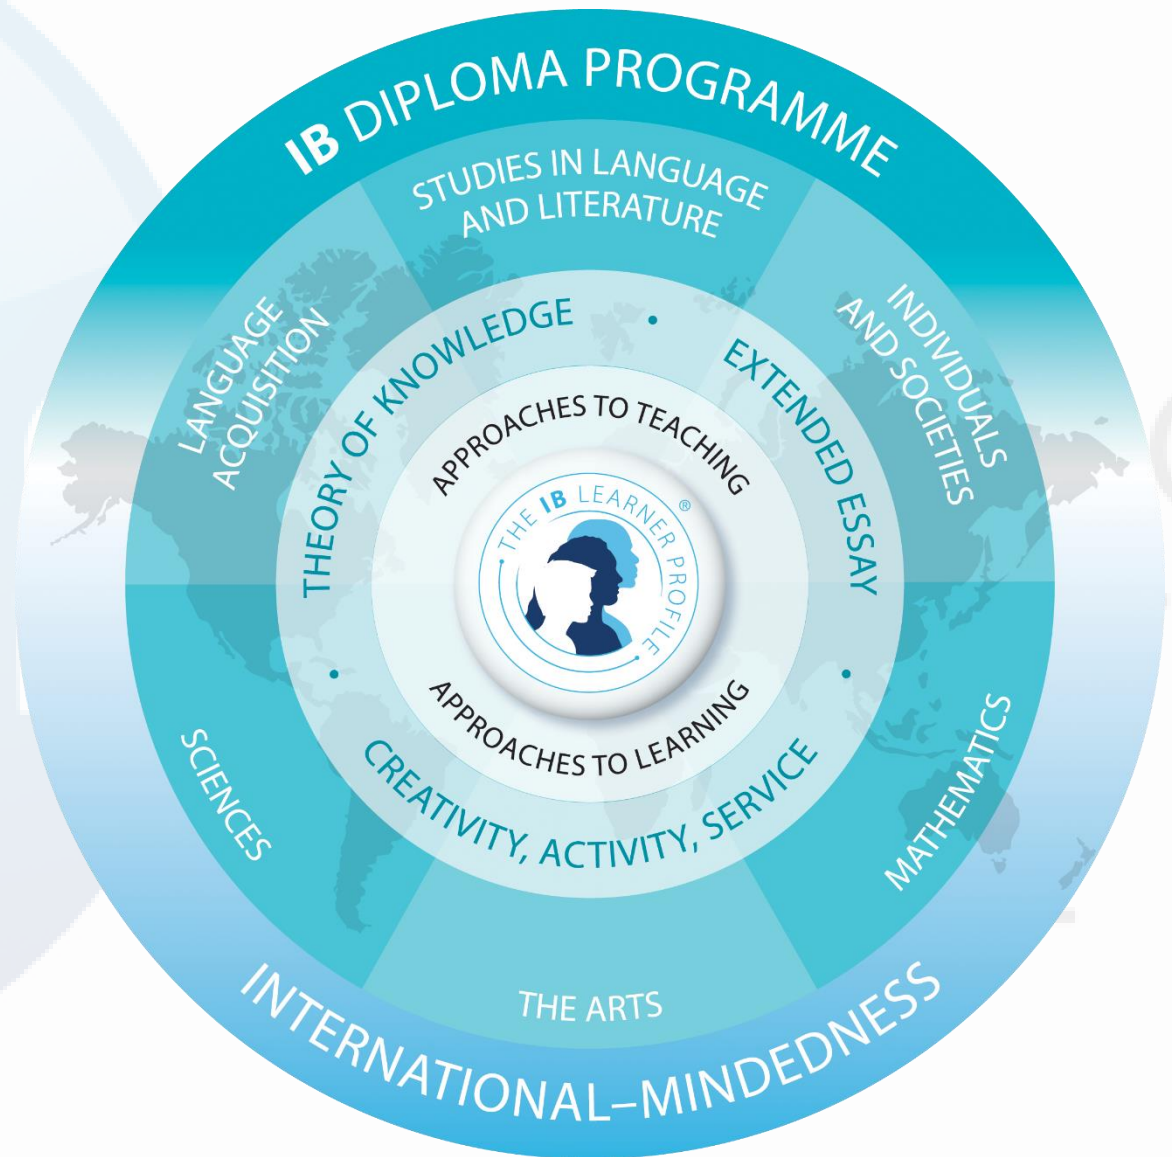 IB DIPLOMA PROGRAMME
STUDIES IN LANGUAGE
AND LITERATURE
LANGUAGE
ACQUISITION
INDIVIDUALS
AND SOCIETIES
THEORY OF KNOWLEDGE
•
EXTENDED ESSAY
•
APPROACHES TO TEACHING
THE IB LEARNER PROFILE
®
APPROACHES TO LEARNING
•
CREATIVITY, ACTIVITY, SERVICE
SCIENCES
MATHEMATICS
THE ARTS
INTERNATIONAL–MINDEDNESS